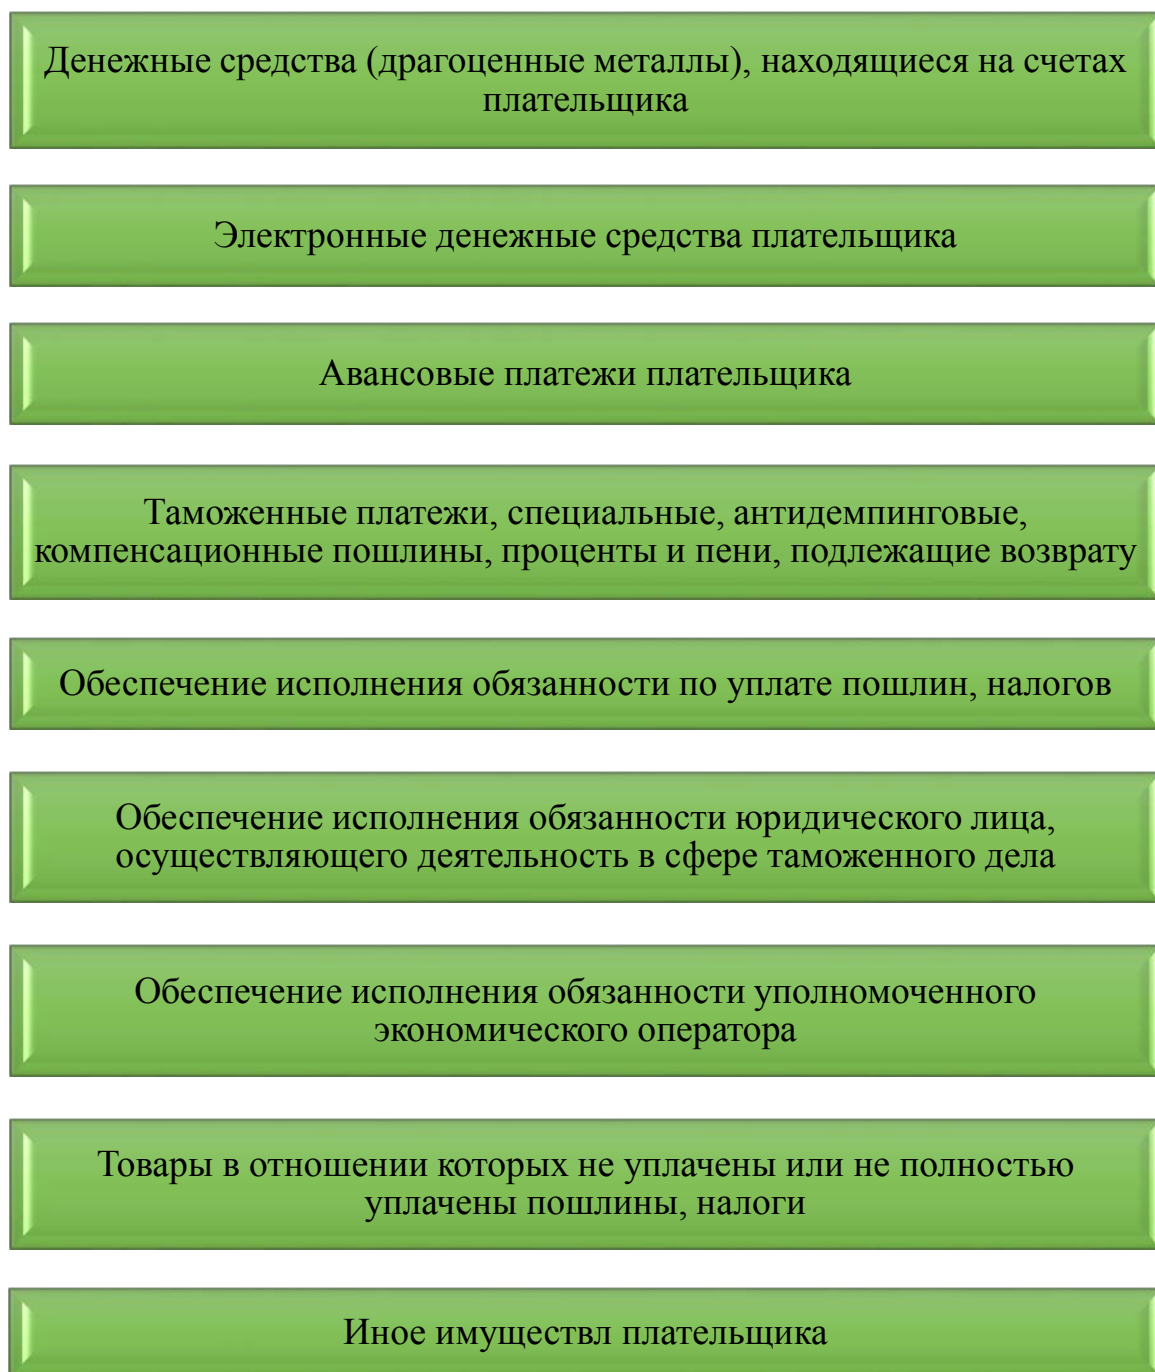 Денежные средства (драгоценные металлы), находящиеся на счетах
плательщика
Электронные денежные средства плательщика
Авансовые платежи плательщика
Таможенные платежи, специальные, антидемпинговые,
компенсационные пошлины, проценты и пени, подлежащие возврату
Обеспечение исполнения обязанности по уплате пошлин, налогов
Обеспечение исполнения обязанности юридического лица,
осуществляющего деятельность в сфере таможенного дела
Обеспечение исполнения обязанности уполномоченного
экономического оператора
Товары в отношении которых не уплачены или не полностью
уплачены пошлины, налоги
Иное имуществл плательщика